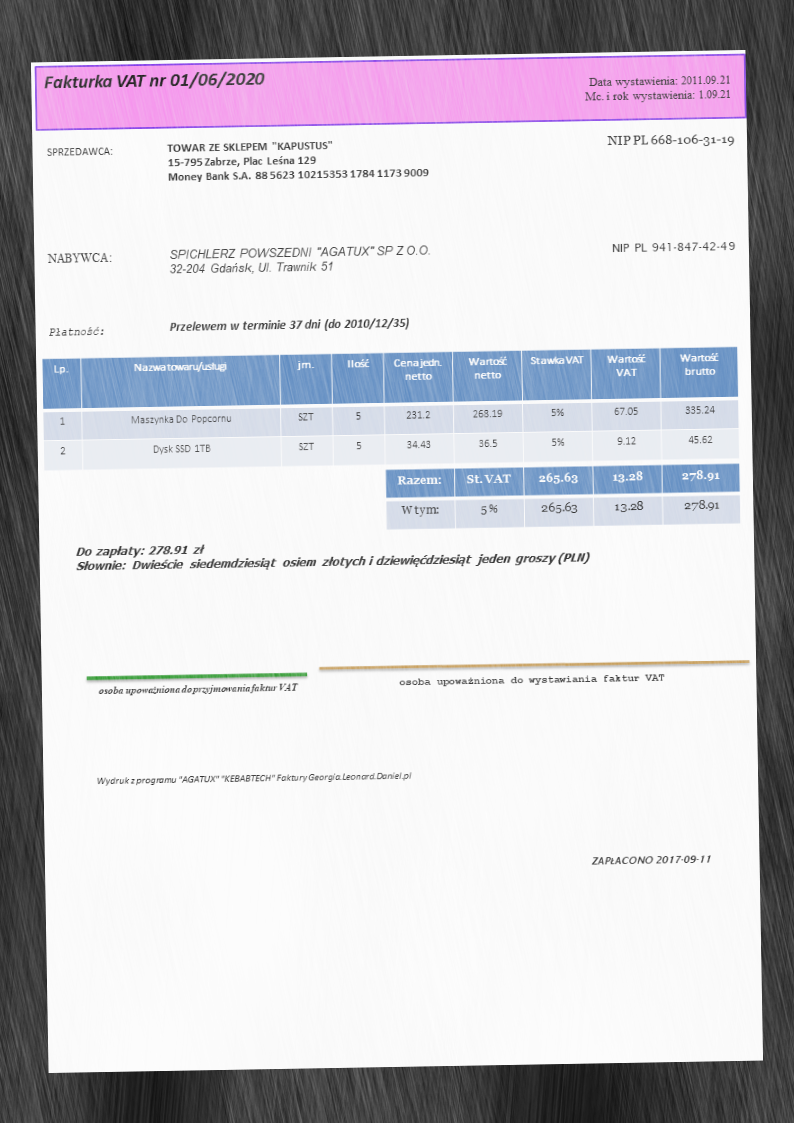 Fakturka VAT nr 01/06/2020
Data wystawienia: 2011.09.21
Mc. i rok wystawienia: 1.09.21
SPRZEDAWCA:
TOWAR ZE SKLEPEM "KAPUSTUS"
15-795 Zabrze, Plac Leśna 129
Money Bank S.A. 88 5623 10215353 1784 1173 9009
NIP PL 668-106-31-19
NABYWCA:
SPICHLERZ POWSZEDNI "AGATUX" SP Z O.O.
32-204 Gdańsk, Ul. Trawnik 51
NIP PL 941-847-42-49
Płatność:
Przelewem w terminie 37 dni (do 2010/12/35)
Lp. Nazwa towaru/usługi jm. Ilość Cena jedn. netto Wartość netto Stawka VAT Wartość VAT Wartość brutto
1 Maszynka Do Popcornu SZT 5 231.2 268.19 5% 67.05 335.24
2 Dysk SSD 1TB SZT 5 34.43 36.5 5% 9.12 45.62
Razem: St. VAT 265.63 13.28 278.91
W tym: 5% 265.63 13.28 278.91
Do zapłaty: 278.91 zł
Słownie: Dwieście siedemdziesiąt osiem złotych i dziewięćdziesiąt jeden groszy (PLN)
osoba upoważniona do przyjmowania faktur VAT
osoba upoważniona do wystawiania faktur VAT
Wydruk z programu "AGATUX" "KEBABTECH" Faktury Georgia.Leonard.Daniel.pl
ZAPŁACONO 2017-09-11